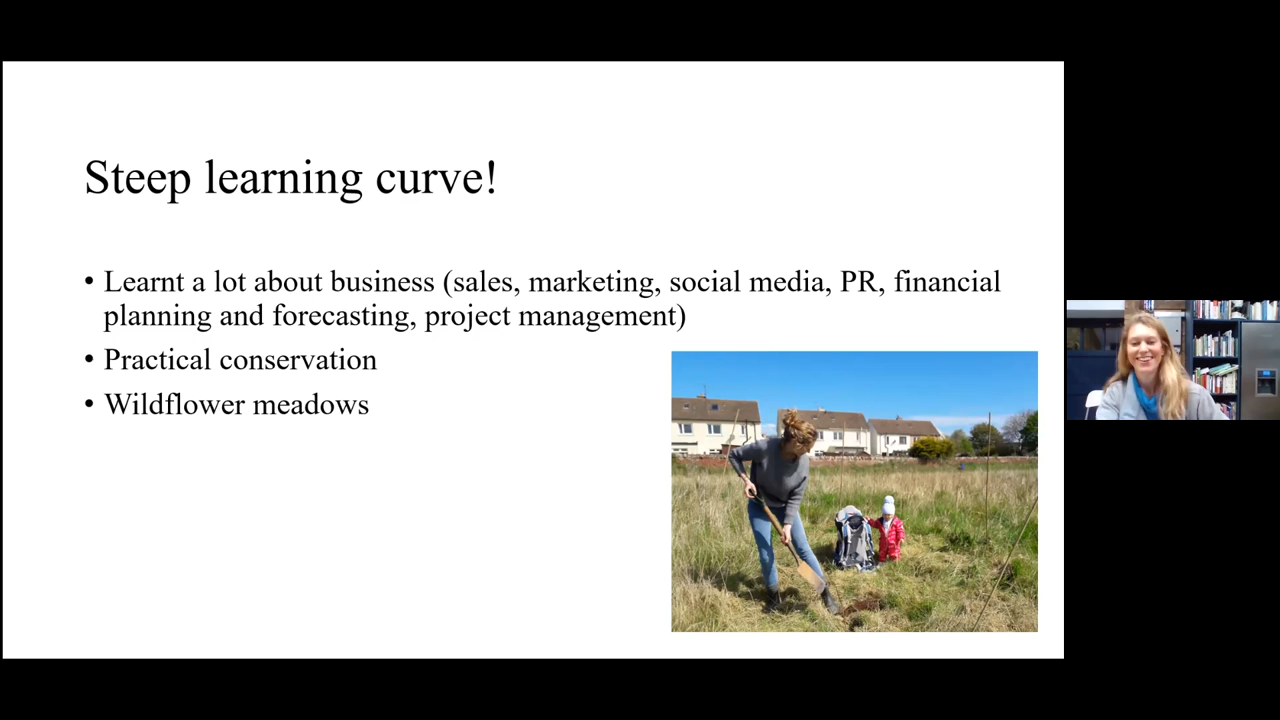 Steep learning curve!
• Learnt a lot about business (sales, marketing, social media, PR, financial
planning and forecasting, project management)
• Practical conservation
• Wildflower meadows